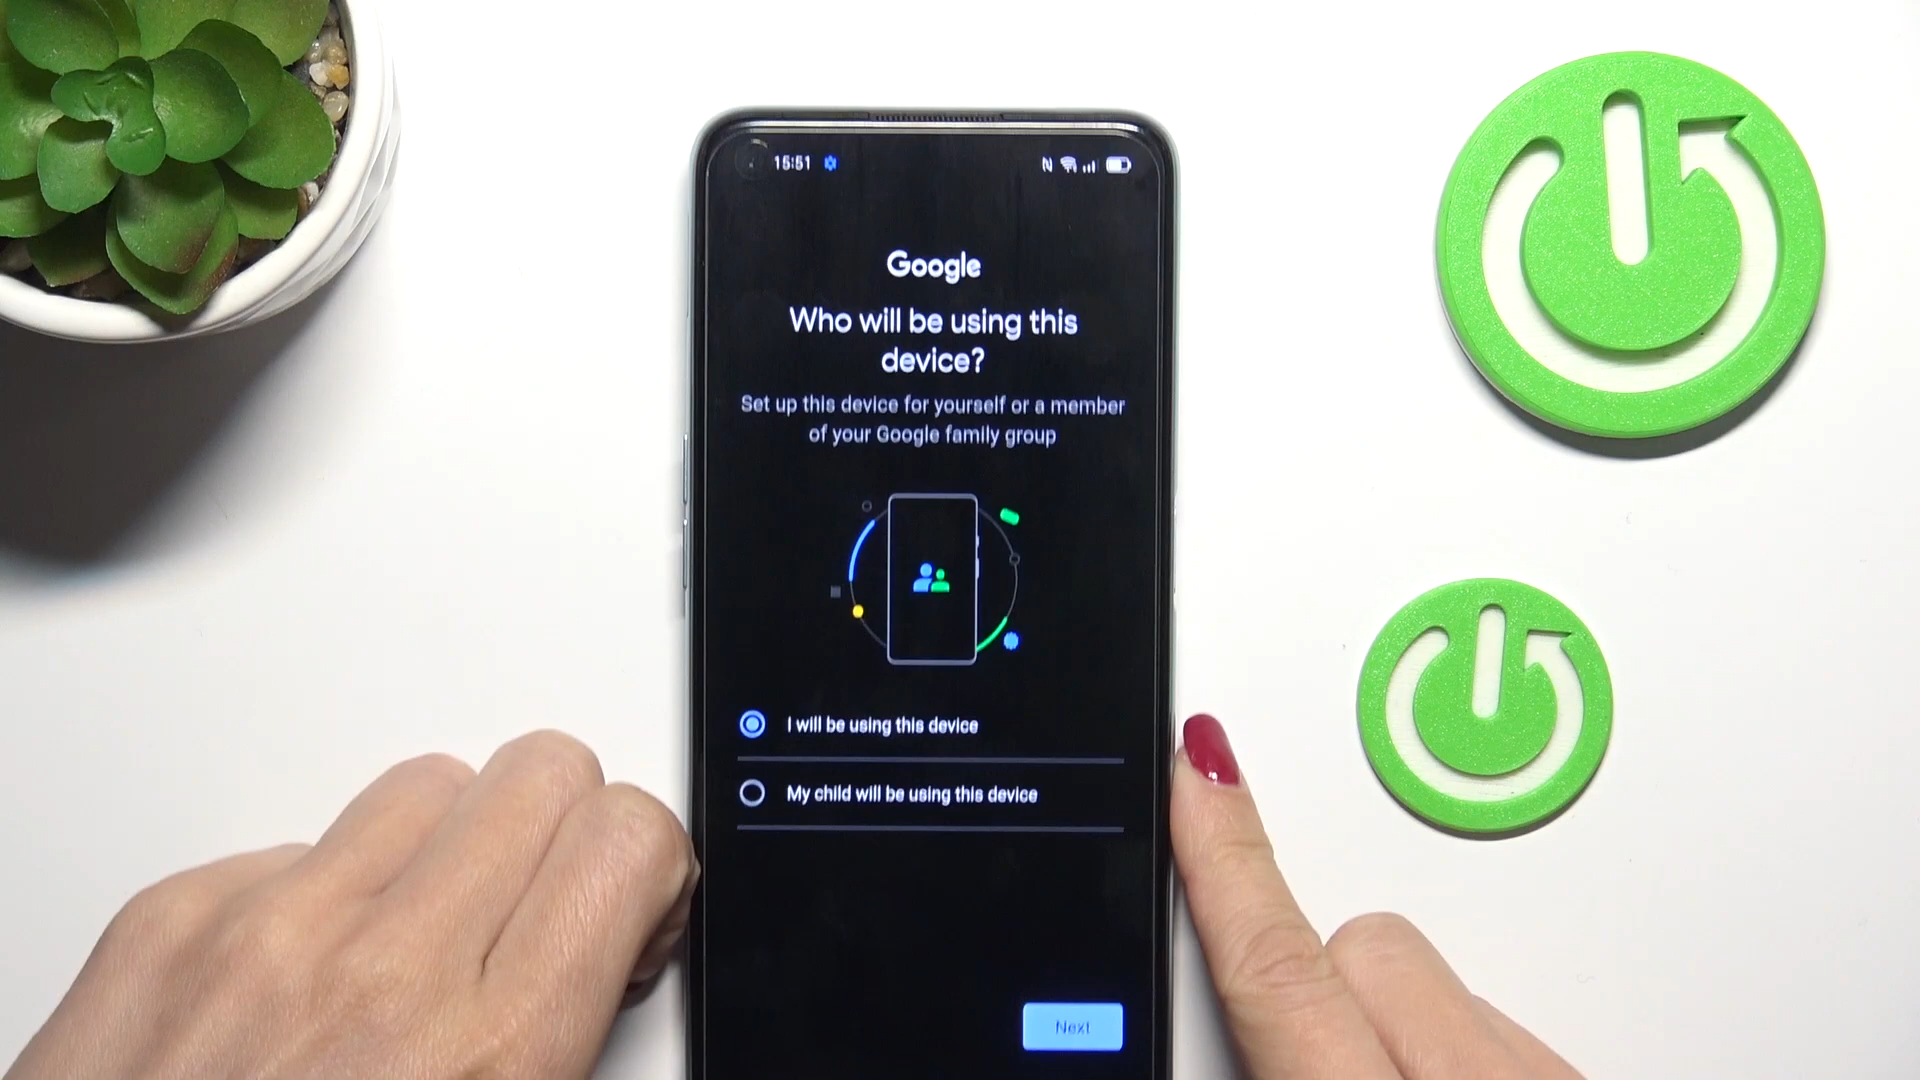 15:51
Google
Who will be using this
device?
Set up this device for yourself or a member
of your Google family group
I will be using this device
My child will be using this device
Next